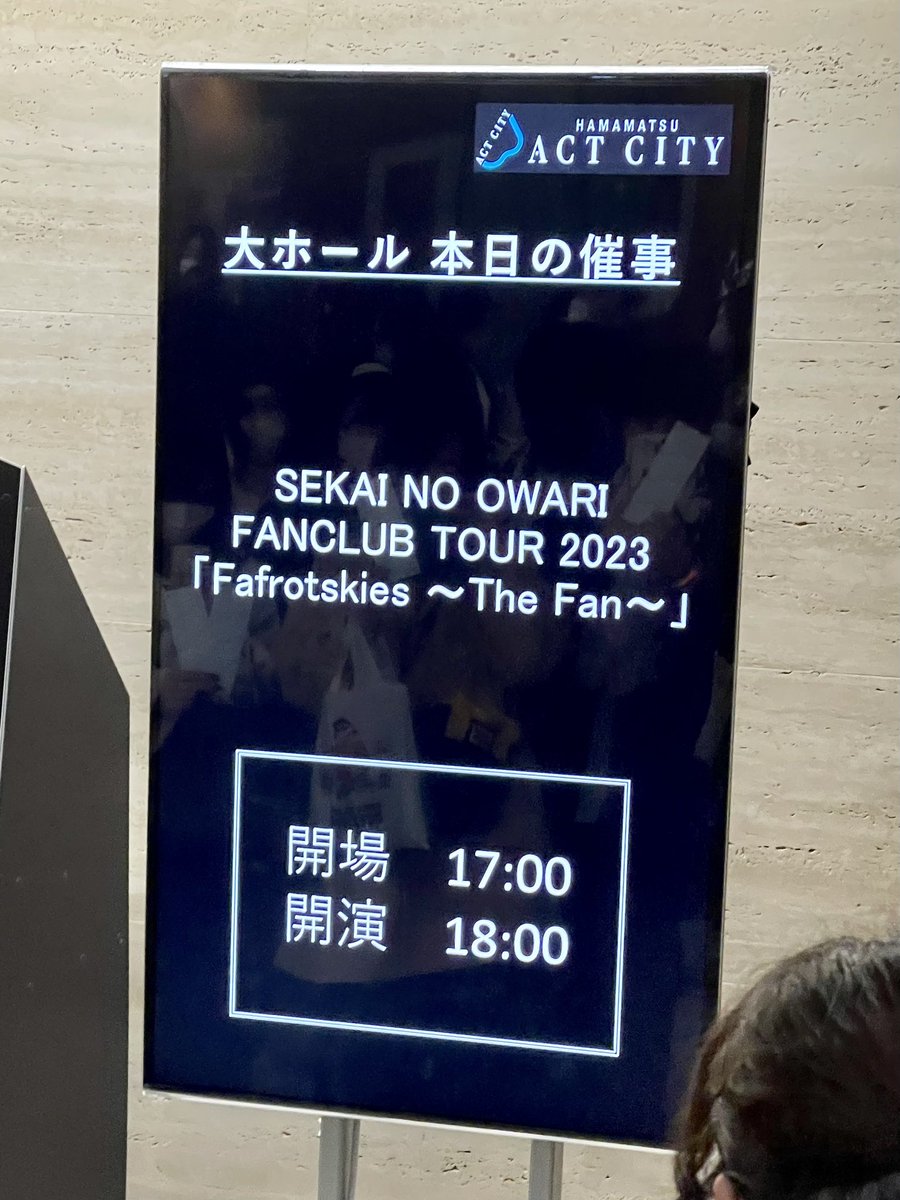 ACT CITY
HAMAMATSU
ACT CITY
大ホール 本日の催事
SEKAI NO OWARI
FANCLUB TOUR 2023
「Fafrotskies ～The Fan～」
開場 17:00
開演 18:00